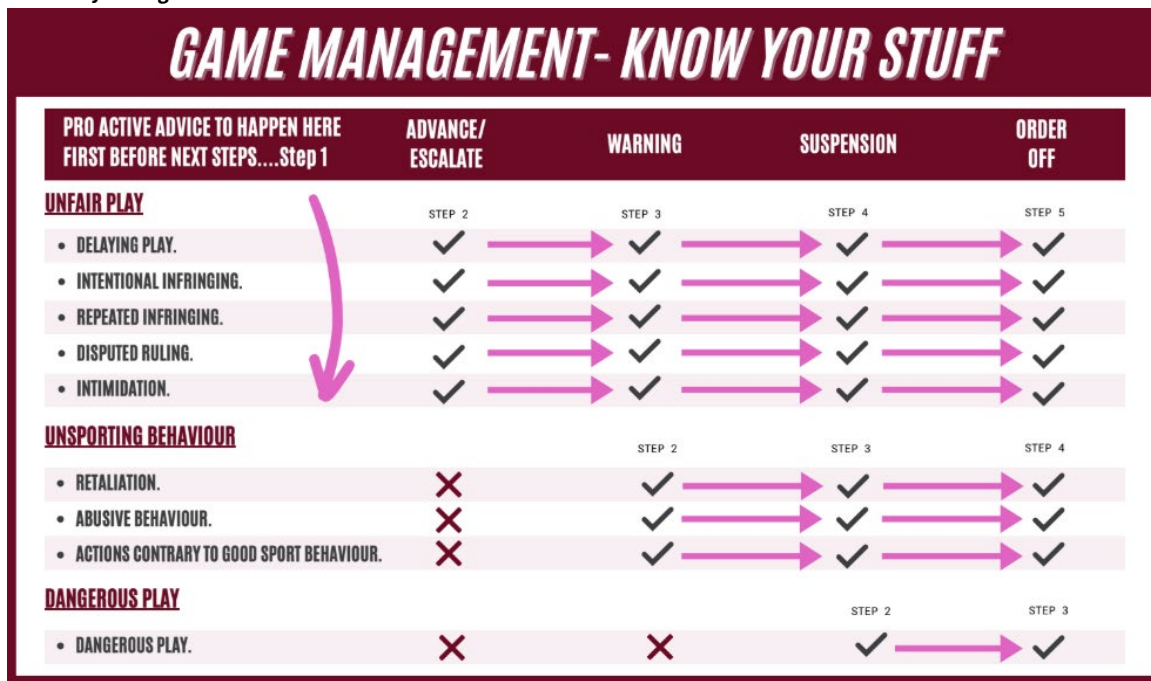 GAME MANAGEMENT- KNOW YOUR STUFF
PRO ACTIVE ADVICE TO HAPPEN HERE
FIRST BEFORE NEXT STEPS....Step 1
ADVANCE/
ESCALATE
WARNING
SUSPENSION
ORDER
OFF
UNFAIR PLAY
STEP 2
STEP 3
STEP 4
STEP 5
• DELAYING PLAY.
• INTENTIONAL INFRINGING.
• REPEATED INFRINGING.
• DISPUTED RULING.
• INTIMIDATION.
UNSPORTING BEHAVIOUR
STEP 2
STEP 3
STEP 4
• RETALIATION.
• ABUSIVE BEHAVIOUR.
• ACTIONS CONTRARY TO GOOD SPORT BEHAVIOUR.
DANGEROUS PLAY
STEP 2
STEP 3
• DANGEROUS PLAY.